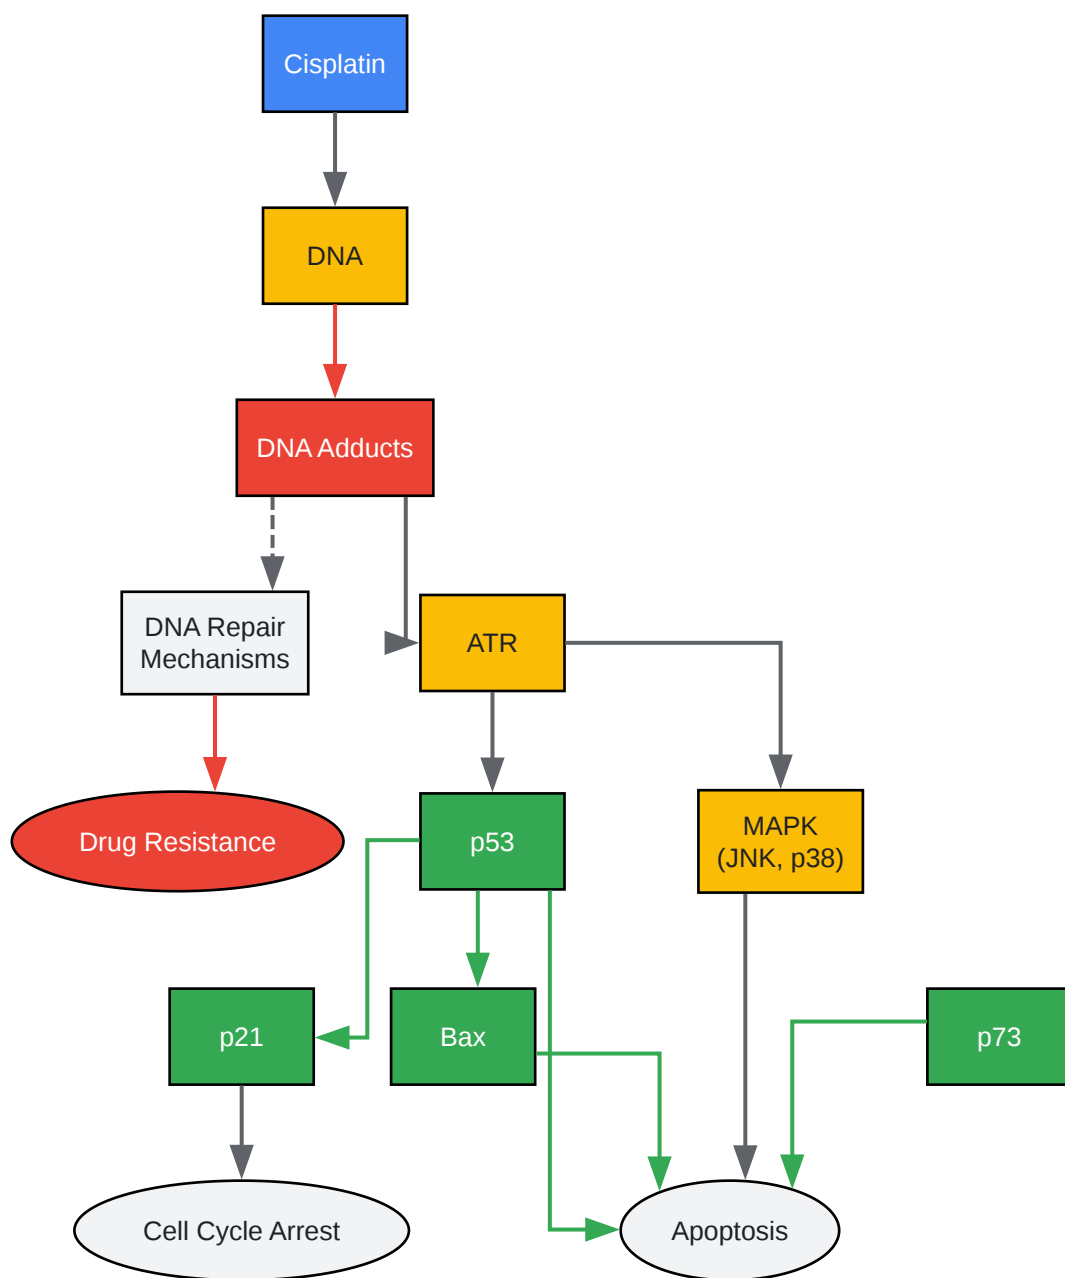 Cisplatin
DNA
DNA Adducts
DNA Repair
Mechanisms
ATR
Drug Resistance
p53
MAPK
(JNK, p38)
p21
Bax
p73
Cell Cycle Arrest
Apoptosis